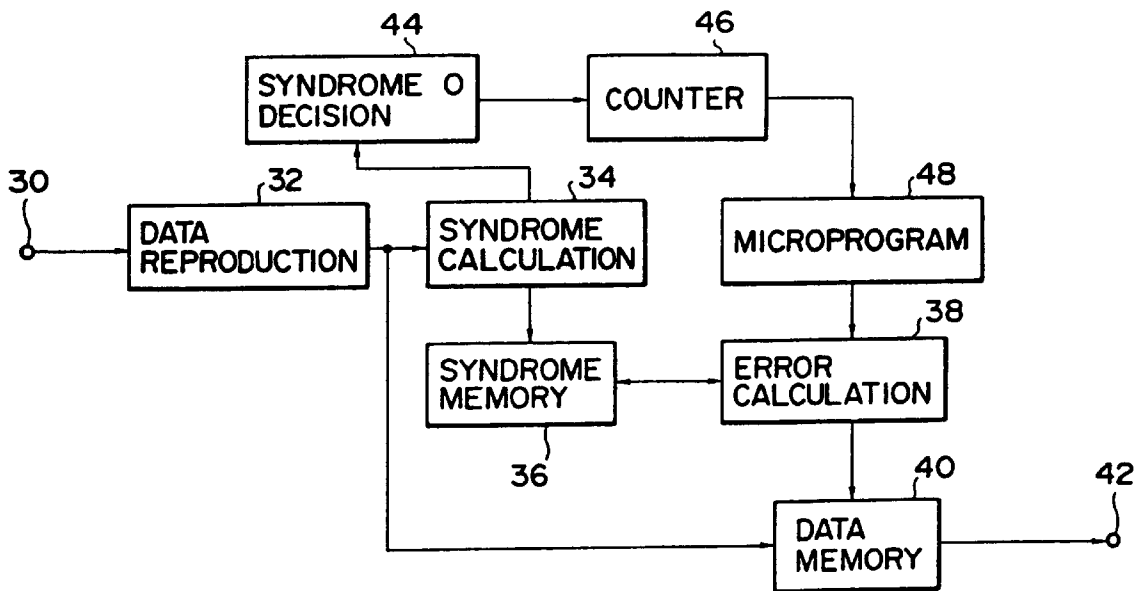 44
SYNDROME O
DECISION
46
COUNTER
30
32
DATA
REPRODUCTION
34
SYNDROME
CALCULATION
48
MICROPROGRAM
SYNDROME
MEMORY
36
38
ERROR
CALCULATION
40
DATA
MEMORY
42